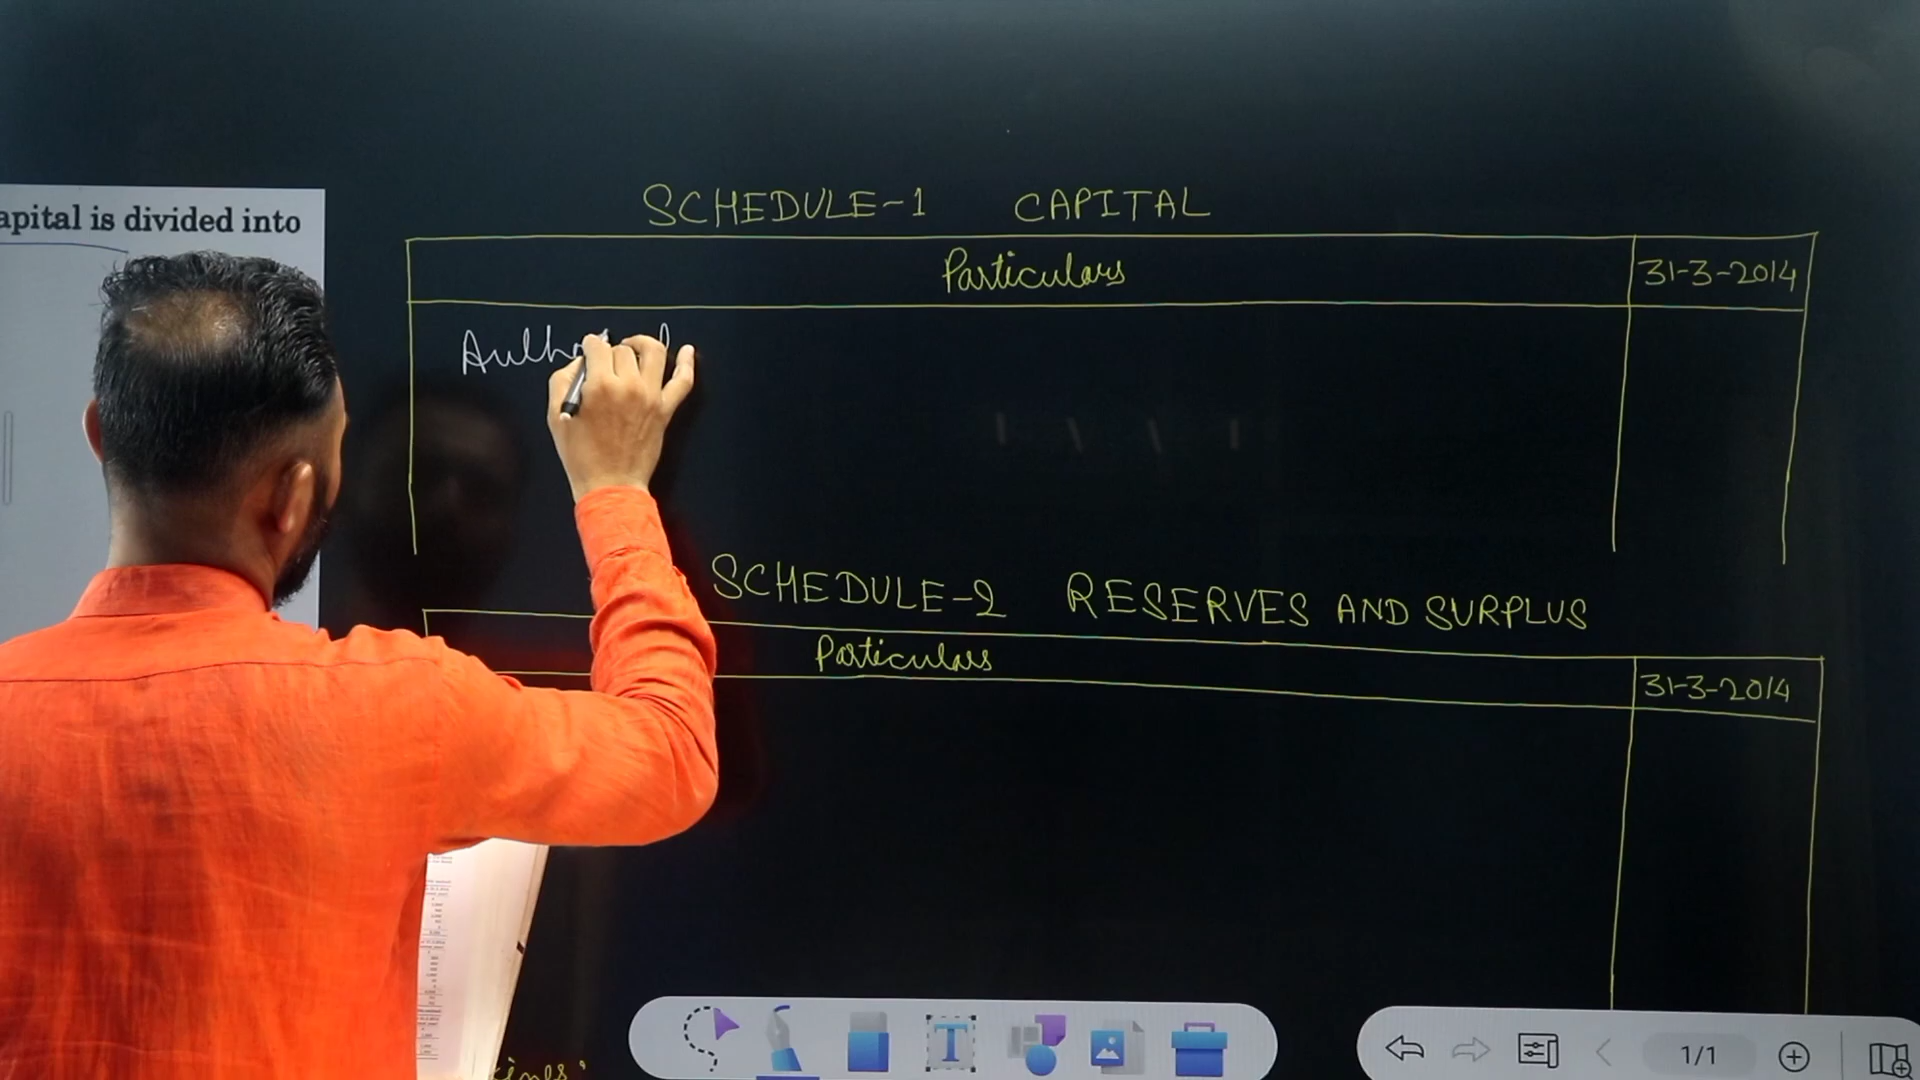 apital is divided into
SCHEDULE-1 CAPITAL
Particulars 31-3-2014
SCHEDULE-2 RESERVES AND SURPLUS
Particulars
31-3-2014
T
1/1